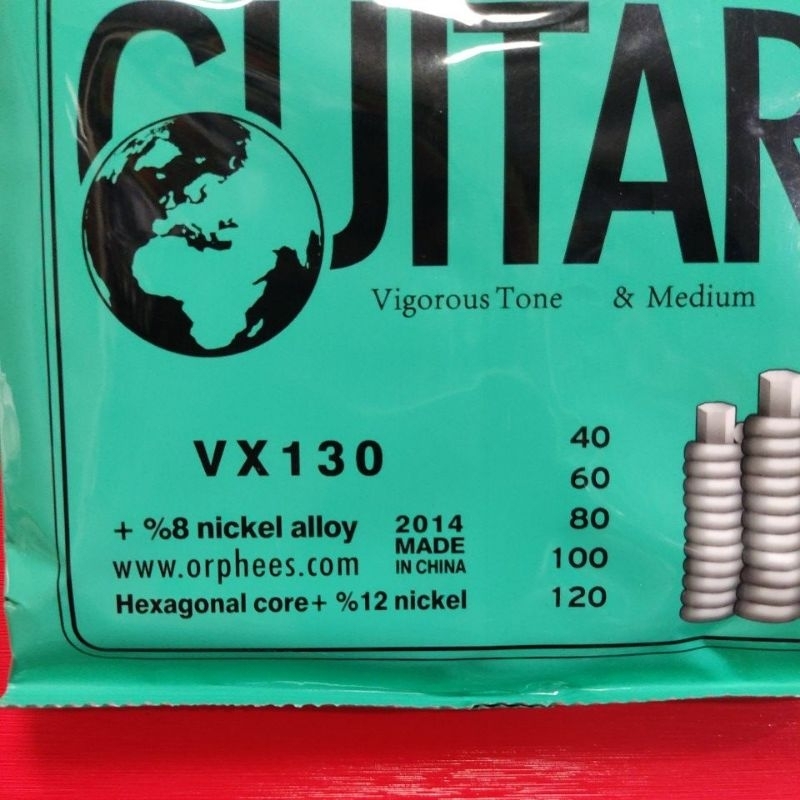 GUITAR
Vigorous Tone & Medium
VX130
40
60
80
100
120
+ %8 nickel alloy
www.orphees.com
Hexagonal core+ %12 nickel
2014
MADE
IN CHINA